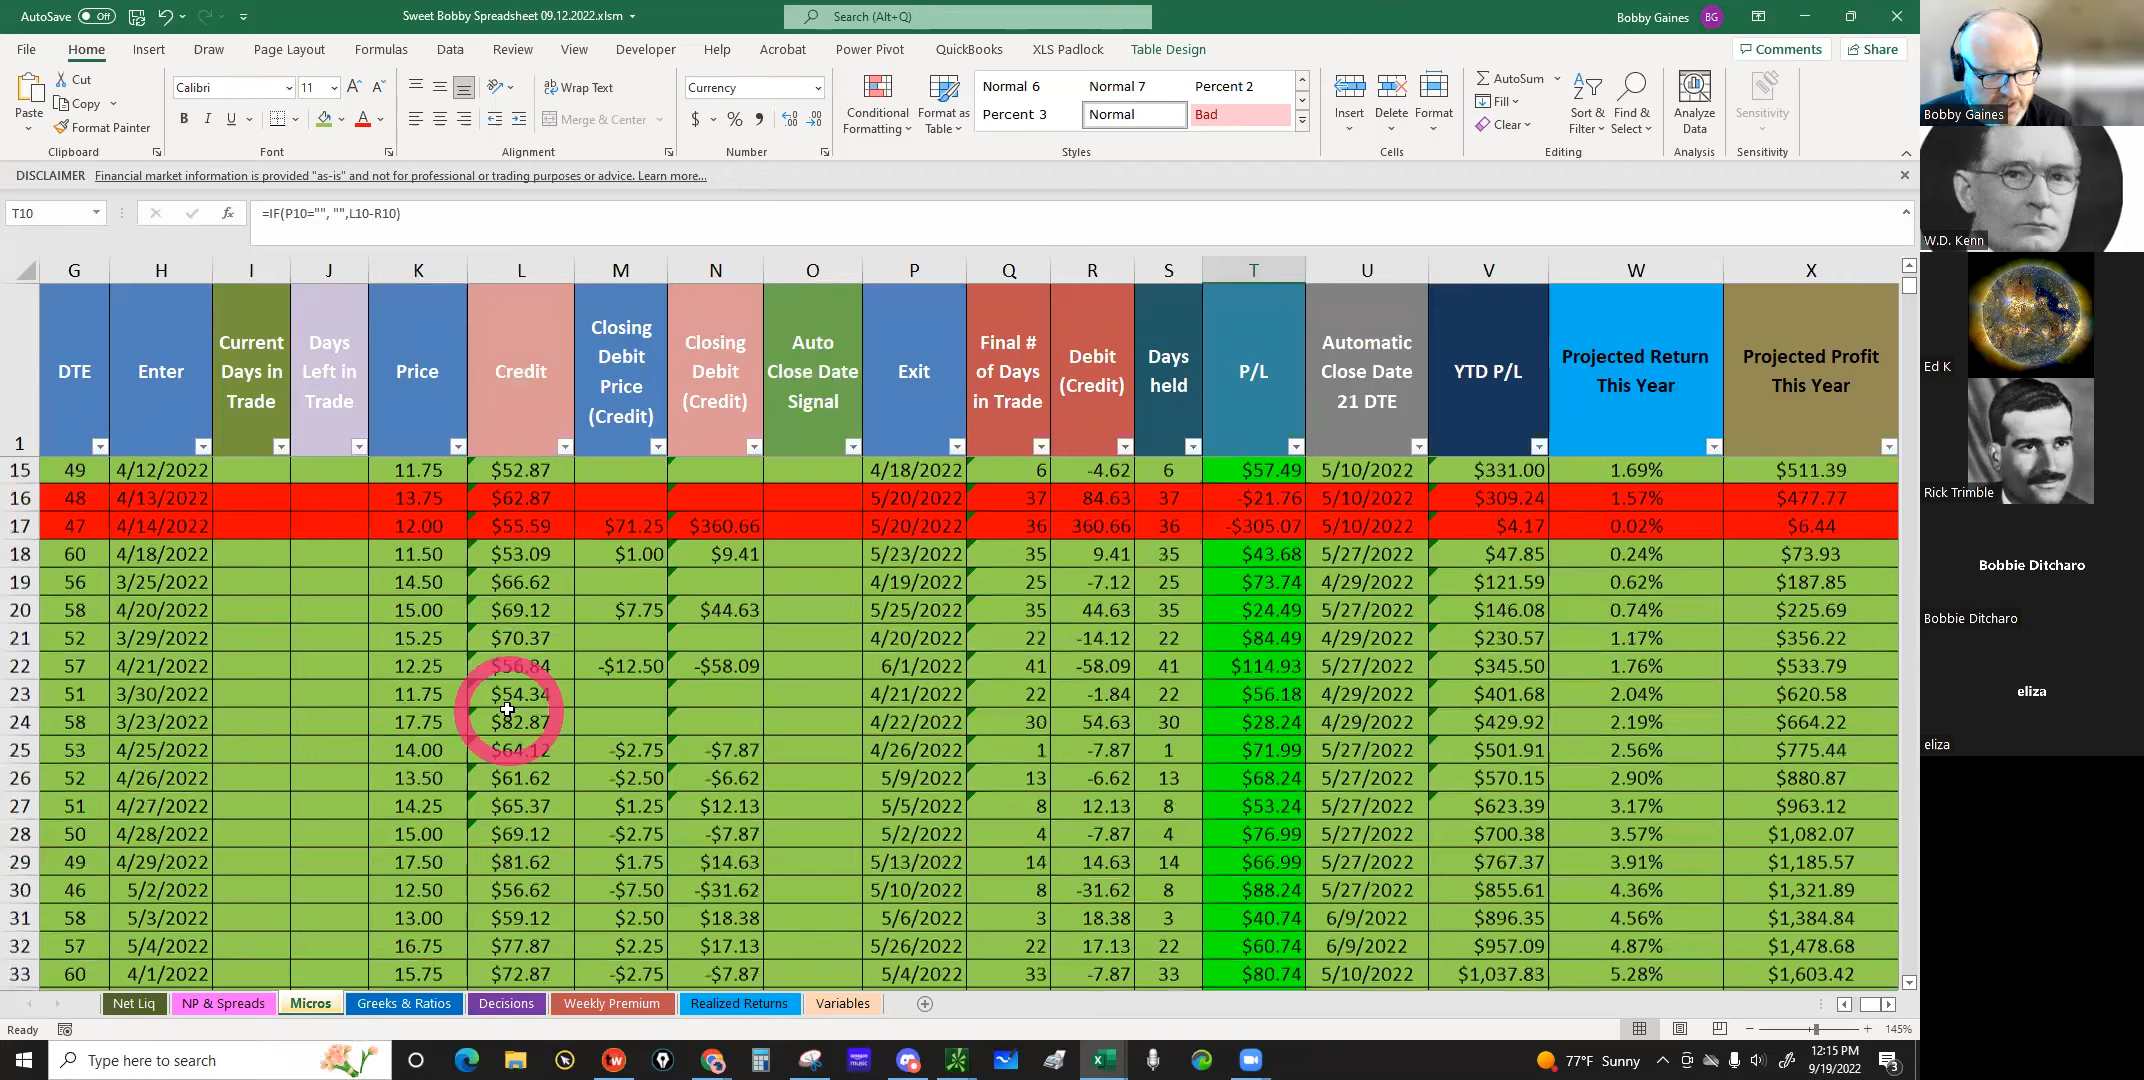 AutoSave Off Sweet Bobby Spreadsheet 09.12.2022.xlsm Search (Alt+Q) Bobby Gaines BG
File Home Insert Draw Page Layout Formulas Data Review View Developer Help Acrobat Power Pivot QuickBooks XLS Padlock Table Design Comments Share
Paste Cut Copy Format Painter
Calibri 11 B I U
Wrap Text Merge & Center
Currency $ %
Conditional Formatting Format as Table
Normal 6 Normal 7 Percent 2
Percent 3 Normal Bad
Insert Delete Format
AutoSum Fill Clear
Sort & Filter Find & Select
Analyze Data Sensitivity
Clipboard Font Alignment Number Styles Cells Editing Analysis Sensitivity
DISCLAIMER Financial market information is provided "as-is" and not for professional or trading purposes or advice. Learn more...
T10 fx =IF(P10="", "",L10-R10)
G H I J K L M N O P Q R S T U V W X
1 DTE Enter Current Days in Trade Days Left in Trade Price Credit Closing Debit Price (Credit) Closing Debit (Credit) Auto Close Date Signal Exit Final # of Days in Trade Debit (Credit) Days held P/L Automatic Close Date 21 DTE YTD P/L Projected Return This Year Projected Profit This Year
15 49 4/12/2022 11.75 $52.87 4/18/2022 6 -4.62 6 $57.49 5/10/2022 $331.00 1.69% $511.39
16 48 4/13/2022 13.75 $62.87 5/20/2022 37 84.63 37 -$21.76 5/10/2022 $309.24 1.57% $477.77
17 47 4/14/2022 12.00 $55.59 $71.25 $360.66 5/20/2022 36 360.66 36 -$305.07 5/10/2022 $4.17 0.02% $6.44
18 60 4/18/2022 11.50 $53.09 $1.00 $9.41 5/23/2022 35 9.41 35 $43.68 5/27/2022 $47.85 0.24% $73.93
19 56 3/25/2022 14.50 $66.62 4/19/2022 25 -7.12 25 $73.74 4/29/2022 $121.59 0.62% $187.85
20 58 4/20/2022 15.00 $69.12 $7.75 $44.63 5/25/2022 35 44.63 35 $24.49 5/27/2022 $146.08 0.74% $225.69
21 52 3/29/2022 15.25 $70.37 4/20/2022 22 -14.12 22 $84.49 4/29/2022 $230.57 1.17% $356.22
22 57 4/21/2022 12.25 $56.84 -$12.50 -$58.09 6/1/2022 41 -58.09 41 $114.93 5/27/2022 $345.50 1.76% $533.79
23 51 3/30/2022 11.75 $54.34 4/21/2022 22 -1.84 22 $56.18 4/29/2022 $401.68 2.04% $620.58
24 58 3/23/2022 17.75 $82.87 4/22/2022 30 54.63 30 $28.24 4/29/2022 $429.92 2.19% $664.22
25 53 4/25/2022 14.00 $64.12 -$2.75 -$7.87 4/26/2022 1 -7.87 1 $71.99 5/27/2022 $501.91 2.56% $775.44
26 52 4/26/2022 13.50 $61.62 -$2.50 -$6.62 5/9/2022 13 -6.62 13 $68.24 5/27/2022 $570.15 2.90% $880.87
27 51 4/27/2022 14.25 $65.37 $1.25 $12.13 5/5/2022 8 12.13 8 $53.24 5/27/2022 $623.39 3.17% $963.12
28 50 4/28/2022 15.00 $69.12 -$2.75 -$7.87 5/2/2022 4 -7.87 4 $76.99 5/27/2022 $700.38 3.57% $1,082.07
29 49 4/29/2022 17.50 $81.62 $1.75 $14.63 5/13/2022 14 14.63 14 $66.99 5/27/2022 $767.37 3.91% $1,185.57
30 46 5/2/2022 12.50 $56.62 -$7.50 -$31.62 5/10/2022 8 -31.62 8 $88.24 5/27/2022 $855.61 4.36% $1,321.89
31 58 5/3/2022 13.00 $59.12 $2.50 $18.38 5/6/2022 3 18.38 3 $40.74 6/9/2022 $896.35 4.56% $1,384.84
32 57 5/4/2022 16.75 $77.87 $2.25 $17.13 5/26/2022 22 17.13 22 $60.74 6/9/2022 $957.09 4.87% $1,478.68
33 60 4/1/2022 15.75 $72.87 -$2.75 -$7.87 5/4/2022 33 -7.87 33 $80.74 5/10/2022 $1,037.83 5.28% $1,603.42
Net Liq NP & Spreads Micros Greeks & Ratios Decisions Weekly Premium Realized Returns Variables
Ready 145%
Type here to search tw amazon music 77°F Sunny 12:15 PM
9/19/2022 3
Bobby Gaines
W.D. Kenn
Ed K
Rick Trimble
Bobbie Ditcharo
Bobbie Ditcharo
eliza
eliza